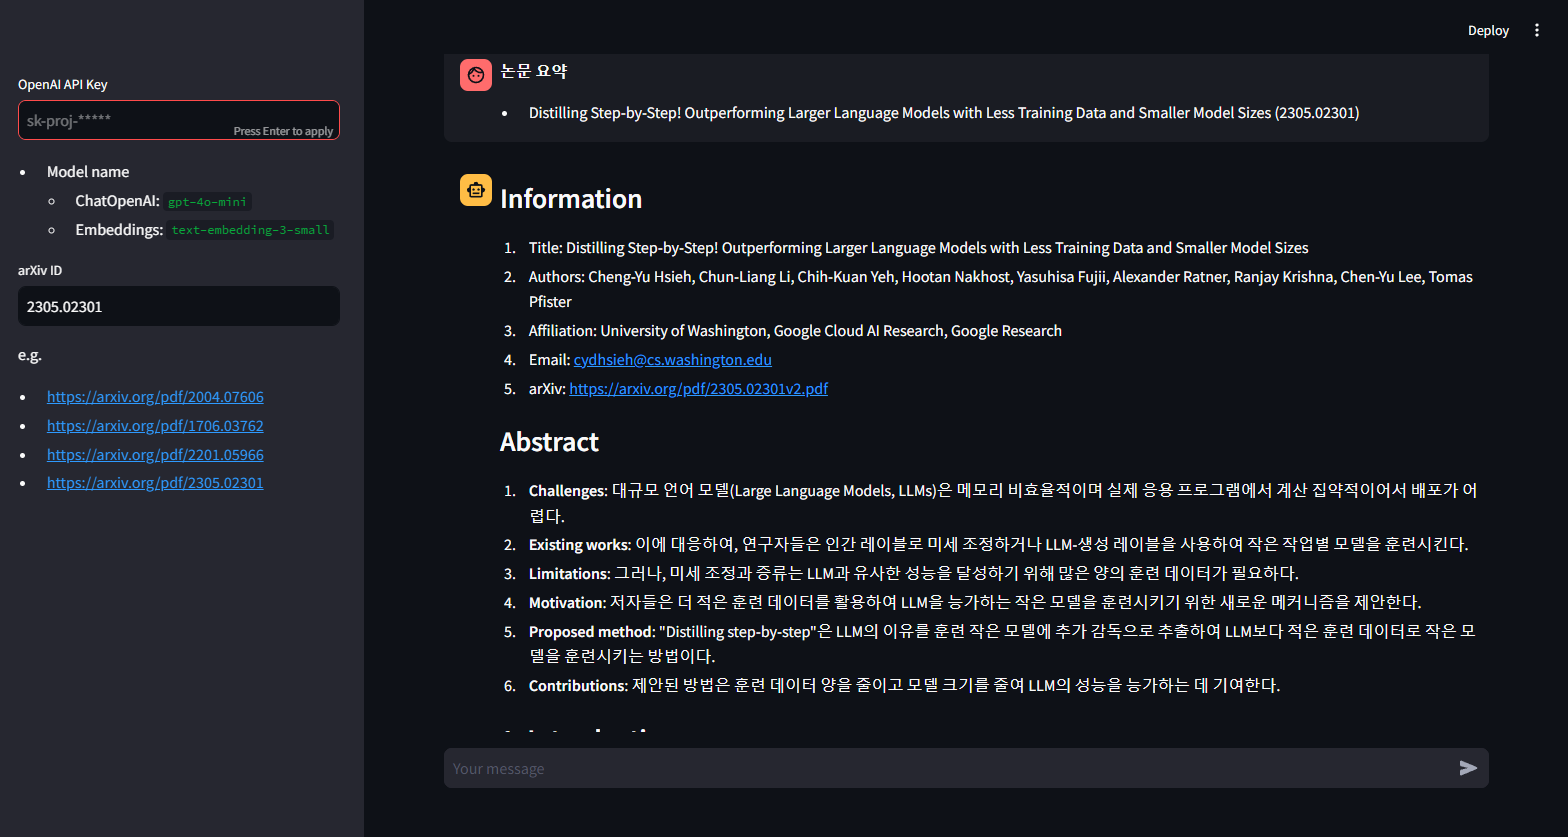 Deploy
OpenAI API Key
sk-proj-*****
Press Enter to apply
Model name
ChatOpenAI: gpt-4o-mini
Embeddings: text-embedding-3-small
arXiv ID
2305.02301
e.g.
https://arxiv.org/pdf/2004.07606
https://arxiv.org/pdf/1706.03762
https://arxiv.org/pdf/2201.05966
https://arxiv.org/pdf/2305.02301
논문 요약
Distilling Step-by-Step! Outperforming Larger Language Models with Less Training Data and Smaller Model Sizes (2305.02301)
Information
1. Title: Distilling Step-by-Step! Outperforming Larger Language Models with Less Training Data and Smaller Model Sizes
2. Authors: Cheng-Yu Hsieh, Chun-Liang Li, Chih-Kuan Yeh, Hootan Nakhost, Yasuhisa Fujii, Alexander Ratner, Ranjay Krishna, Chen-Yu Lee, Tomas
Pfister
3. Affiliation: University of Washington, Google Cloud AI Research, Google Research
4. Email: cydhsieh@cs.washington.edu
5. arXiv: https://arxiv.org/pdf/2305.02301v2.pdf
Abstract
1. Challenges: 대규모 언어 모델(Large Language Models, LLMs)은 메모리 비효율적이며 실제 응용 프로그램에서 계산 집약적이어서 배포가 어
렵다.
2. Existing works: 이에 대응하여, 연구자들은 인간 레이블로 미세 조정하거나 LLM-생성 레이블을 사용하여 작은 작업별 모델을 훈련시킨다.
3. Limitations: 그러나, 미세 조정과 증류는 LLM과 유사한 성능을 달성하기 위해 많은 양의 훈련 데이터가 필요하다.
4. Motivation: 저자들은 더 적은 훈련 데이터를 활용하여 LLM을 능가하는 작은 모델을 훈련시키기 위한 새로운 메커니즘을 제안한다.
5. Proposed method: "Distilling step-by-step"은 LLM의 이유를 훈련 작은 모델에 추가 감독으로 추출하여 LLM보다 적은 훈련 데이터로 작은 모
델을 훈련시키는 방법이다.
6. Contributions: 제안된 방법은 훈련 데이터 양을 줄이고 모델 크기를 줄여 LLM의 성능을 능가하는 데 기여한다.
Your message